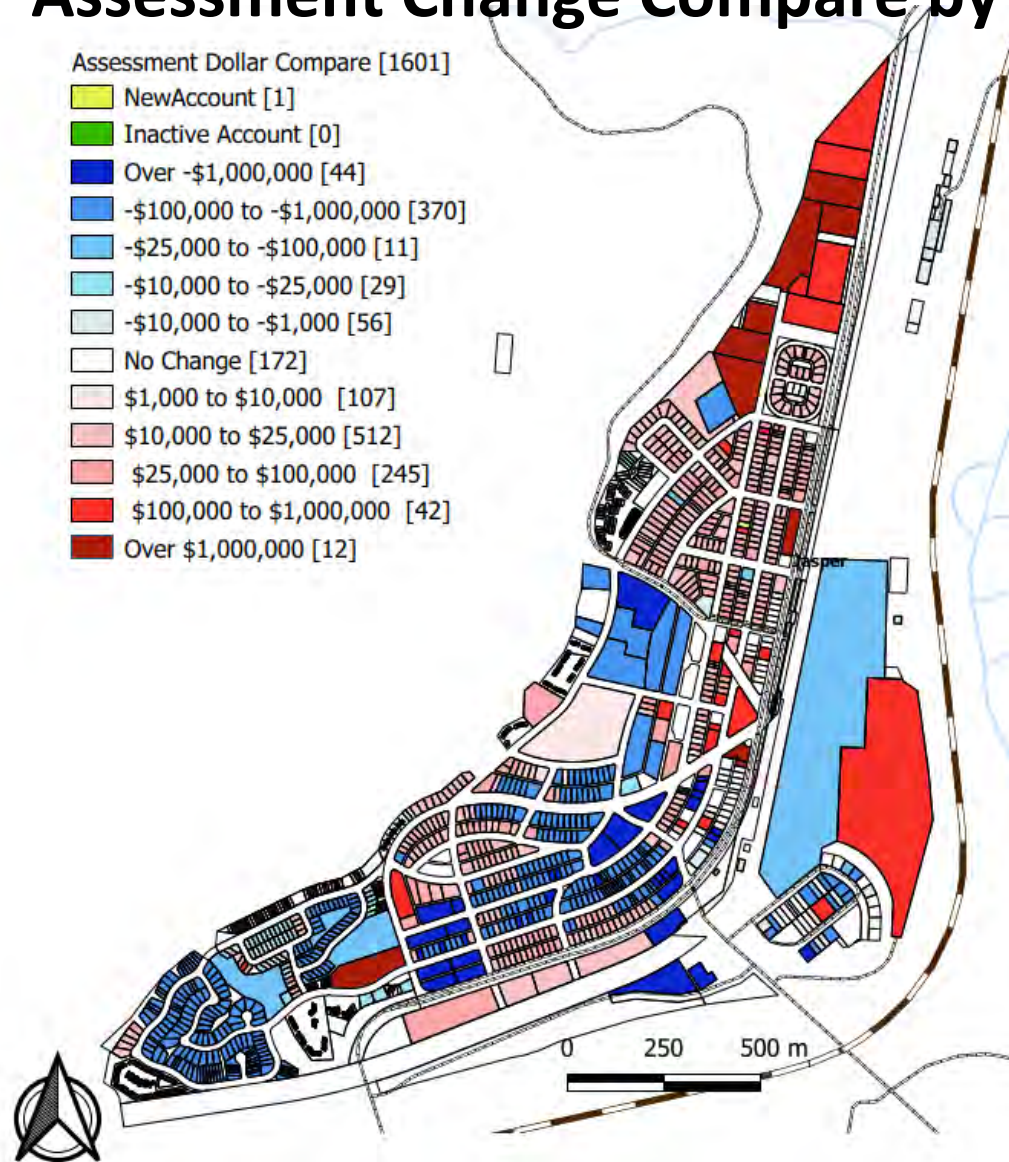 Assessment Change Compare by
Assessment Dollar Compare [1601]
NewAccount [1]
Inactive Account [0]
Over -$1,000,000 [44]
-$100,000 to -$1,000,000 [370]
-$25,000 to -$100,000 [11]
-$10,000 to -$25,000 [29]
-$10,000 to -$1,000 [56]
No Change [172]
$1,000 to $10,000 [107]
$10,000 to $25,000 [512]
$25,000 to $100,000 [245]
$100,000 to $1,000,000 [42]
Over $1,000,000 [12]
Jasper
0 250 500 m